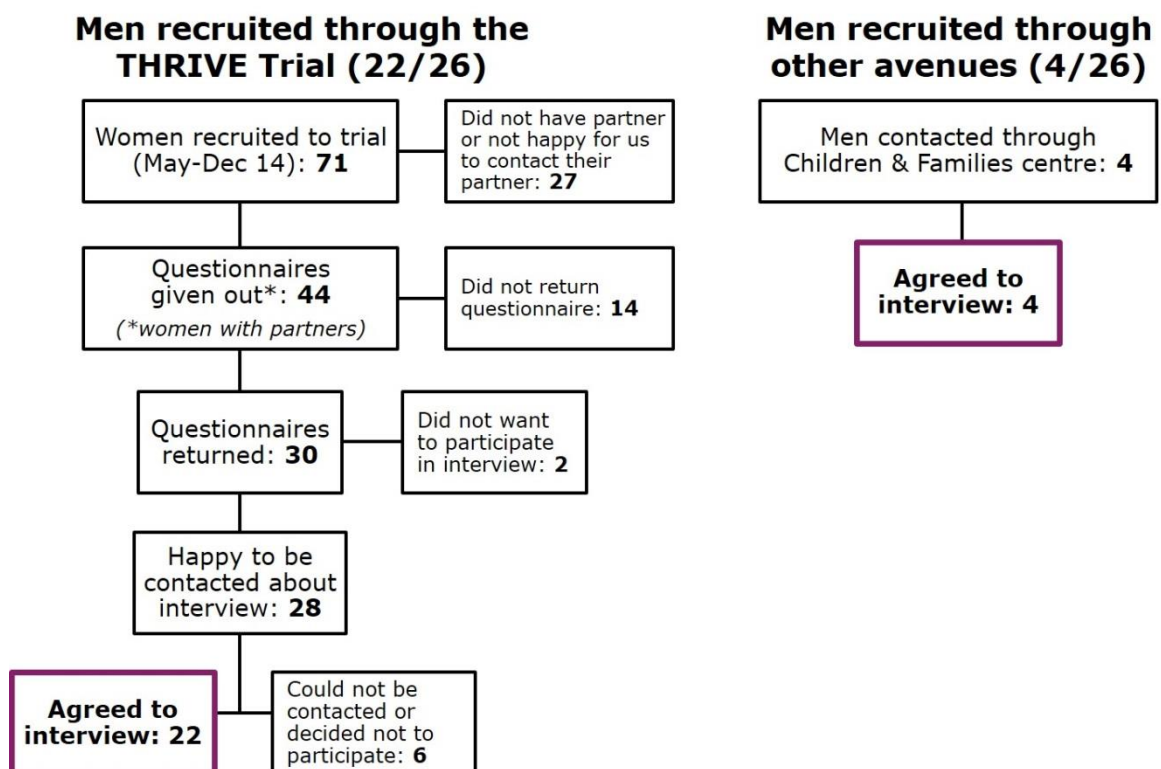 Men recruited through the
THRIVE Trial (22/26)
Women recruited to trial
(May-Dec 14): 71
Did not have partner
or not happy for us
to contact their
partner: 27
Questionnaires
given out*: 44
(*women with partners)
Did not return
questionnaire: 14
Questionnaires
returned: 30
Did not want
to participate
in interview: 2
Happy to be
contacted about
interview: 28
Agreed to
interview: 22
Could not be
contacted or
decided not to
participate: 6
Men recruited through
other avenues (4/26)
Men contacted through
Children & Families centre: 4
Agreed to
interview: 4